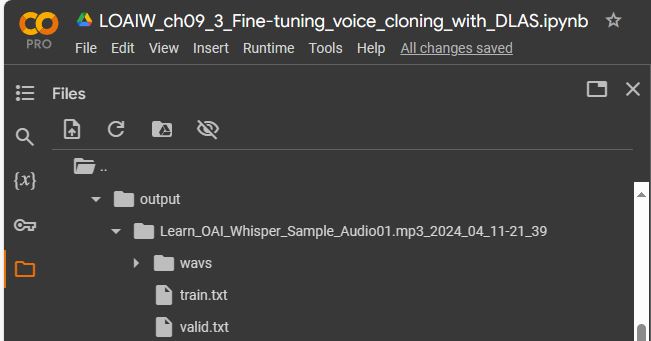 LOAIW_ch09_3_Fine-tuning_voice_cloning_with_DLAS.ipynb
PRO
File Edit View Insert Runtime Tools Help All changes saved
Files
..
{x}
output
Learn_OAI_Whisper_Sample_Audio01.mp3_2024_04_11-21_39
wavs
train.txt
valid.txt